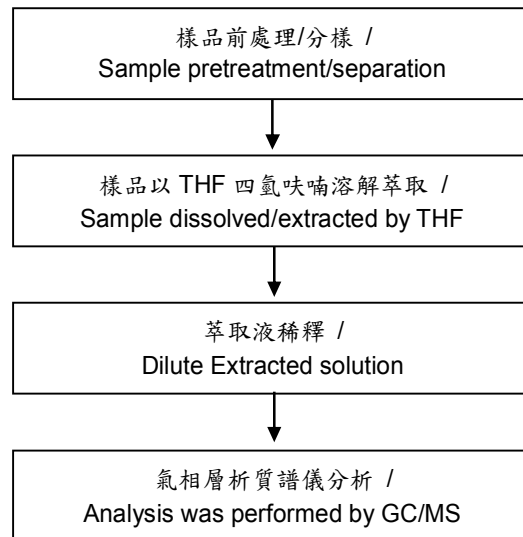 樣品前處理/分樣 /
Sample pretreatment/separation
樣品以 THF 四氫呋喃溶解萃取 /
Sample dissolved/extracted by THF
萃取液稀釋 /
Dilute Extracted solution
氣相層析質譜儀分析 /
Analysis was performed by GC/MS